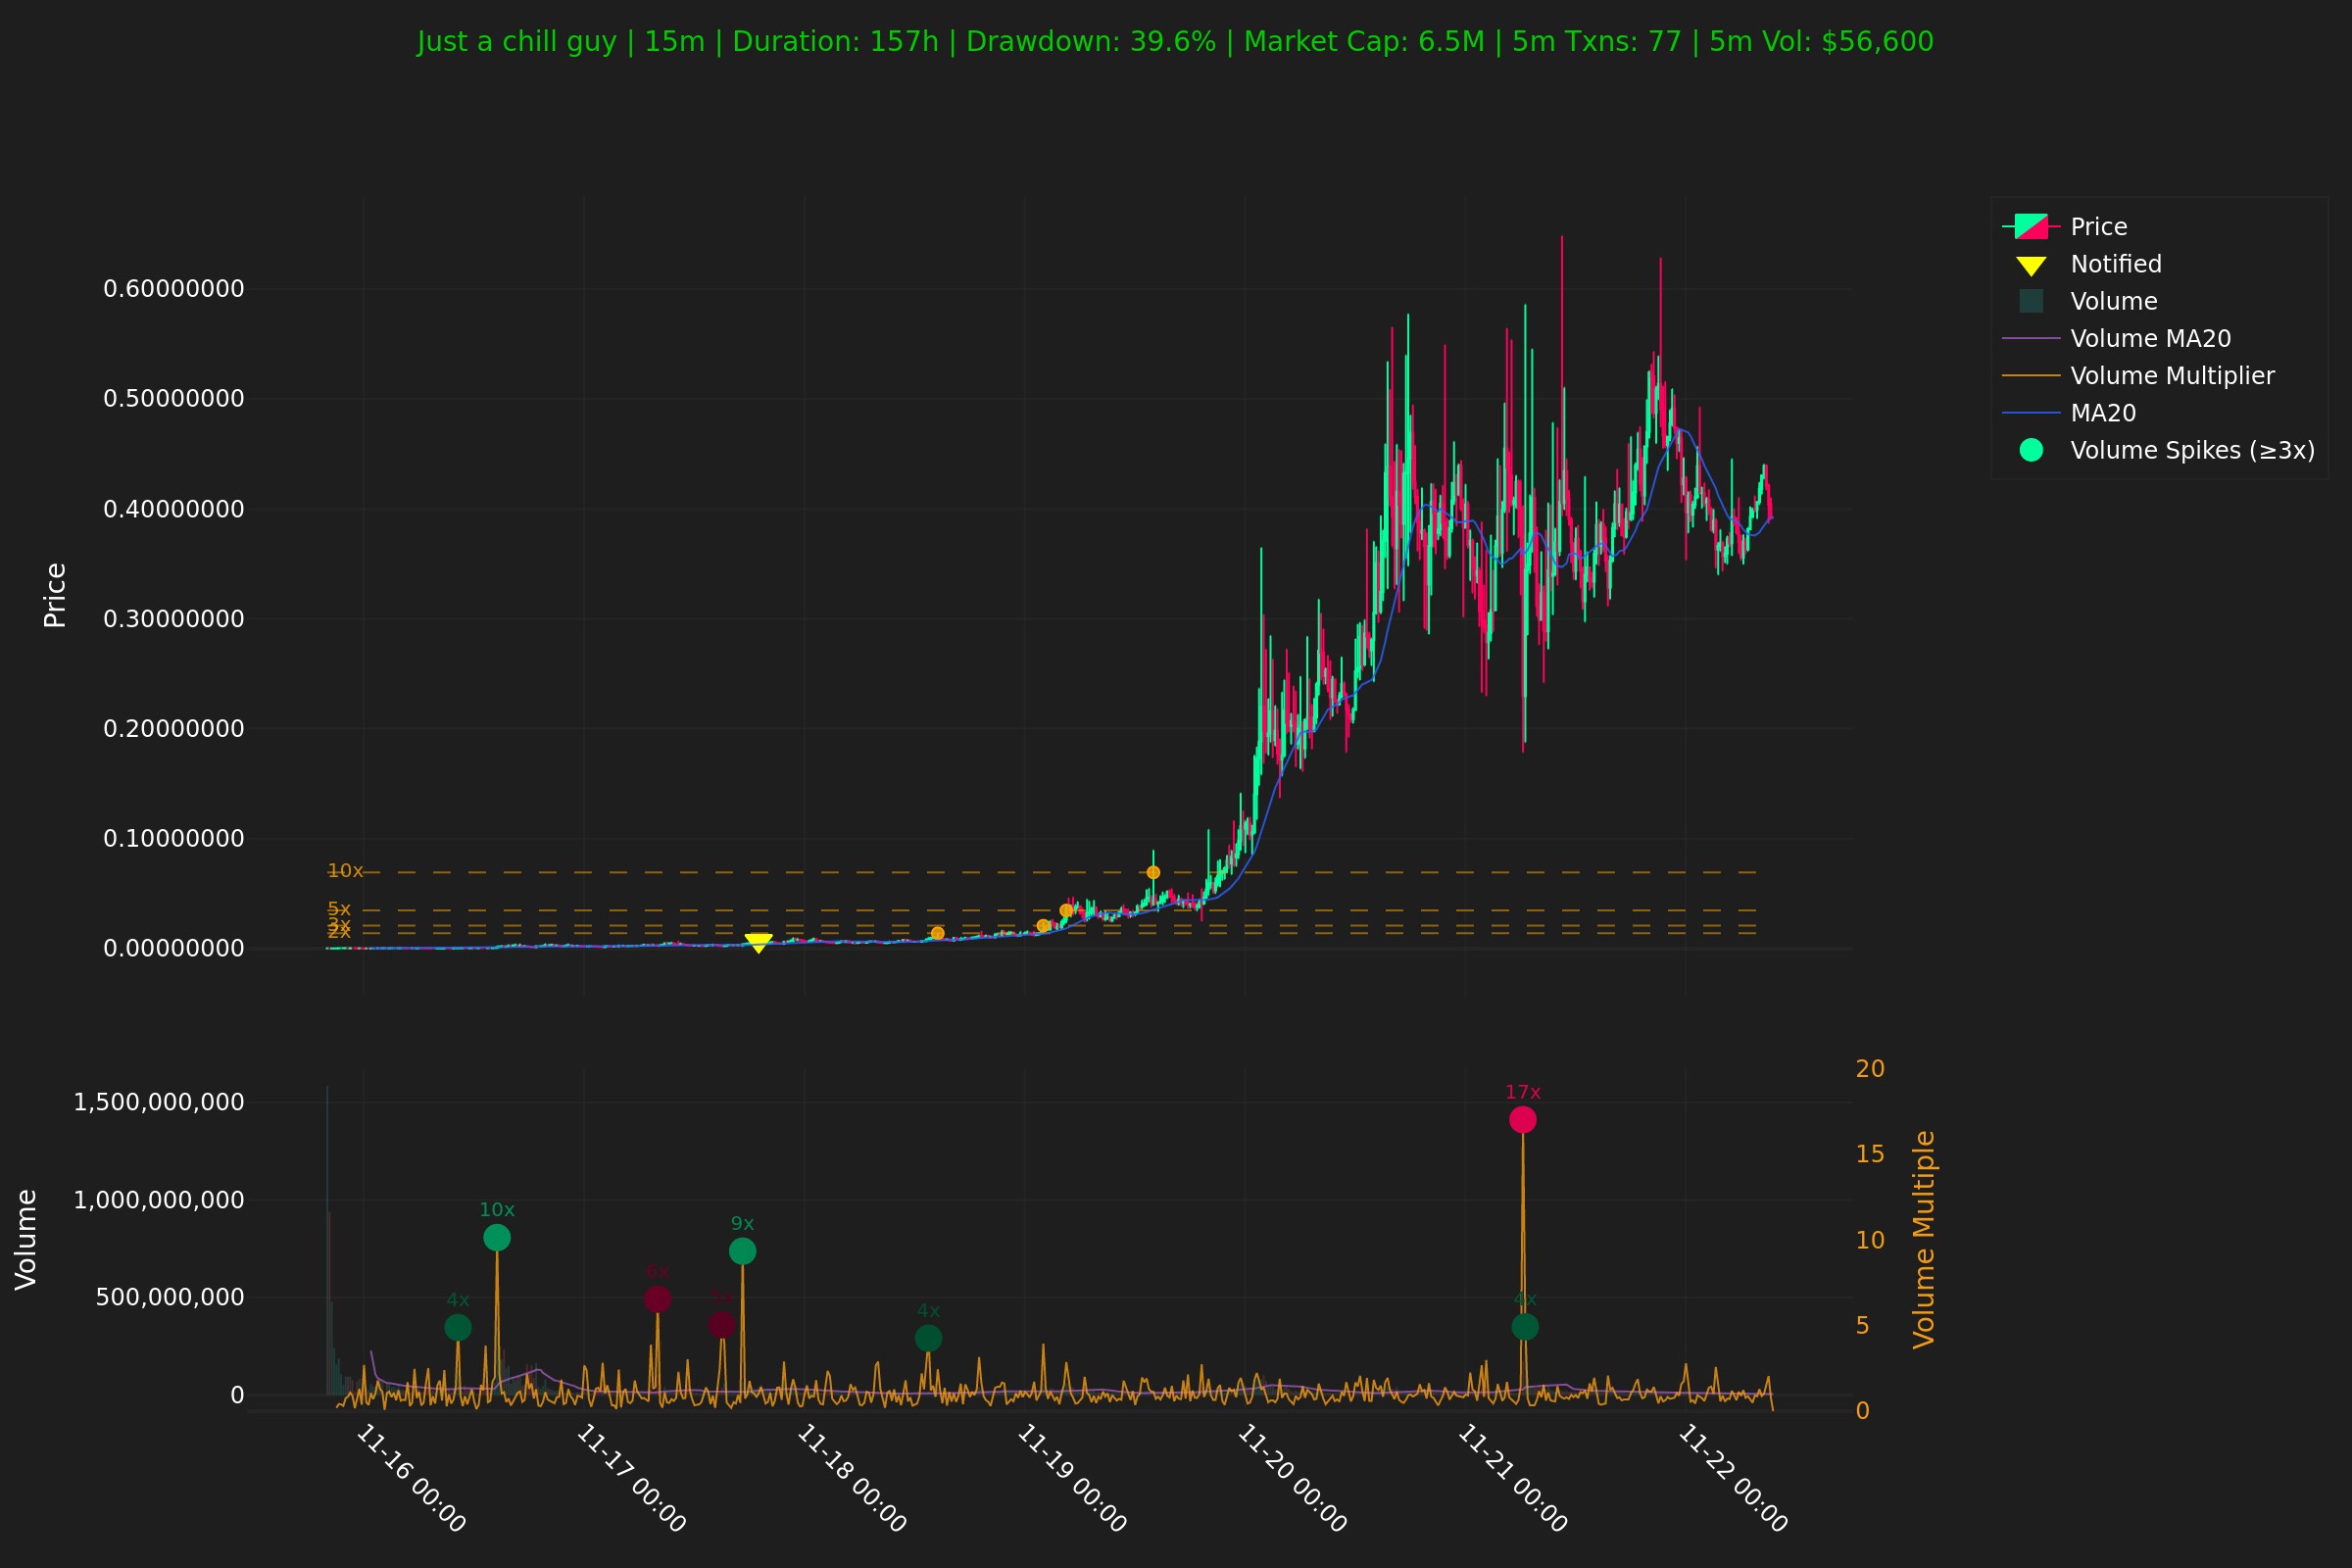 Just a chill guy | 15m | Duration: 157h | Drawdown: 39.6% | Market Cap: 6.5M | 5m Txns: 77 | 5m Vol: $56,600
Price
Notified
Volume
Volume MA20
Volume Multiplier
MA20
Volume Spikes (≥3x)
Price
0.60000000
0.50000000
0.40000000
0.30000000
0.20000000
0.10000000
0.00000000
10x
5x
3x
2x
Volume
1,500,000,000
1,000,000,000
500,000,000
0
4x
10x
6x
9x
4x
17x
4x
20
15
10
5
0
Volume Multiple
11-16 00:00
11-17 00:00
11-18 00:00
11-19 00:00
11-20 00:00
11-21 00:00
11-22 00:00